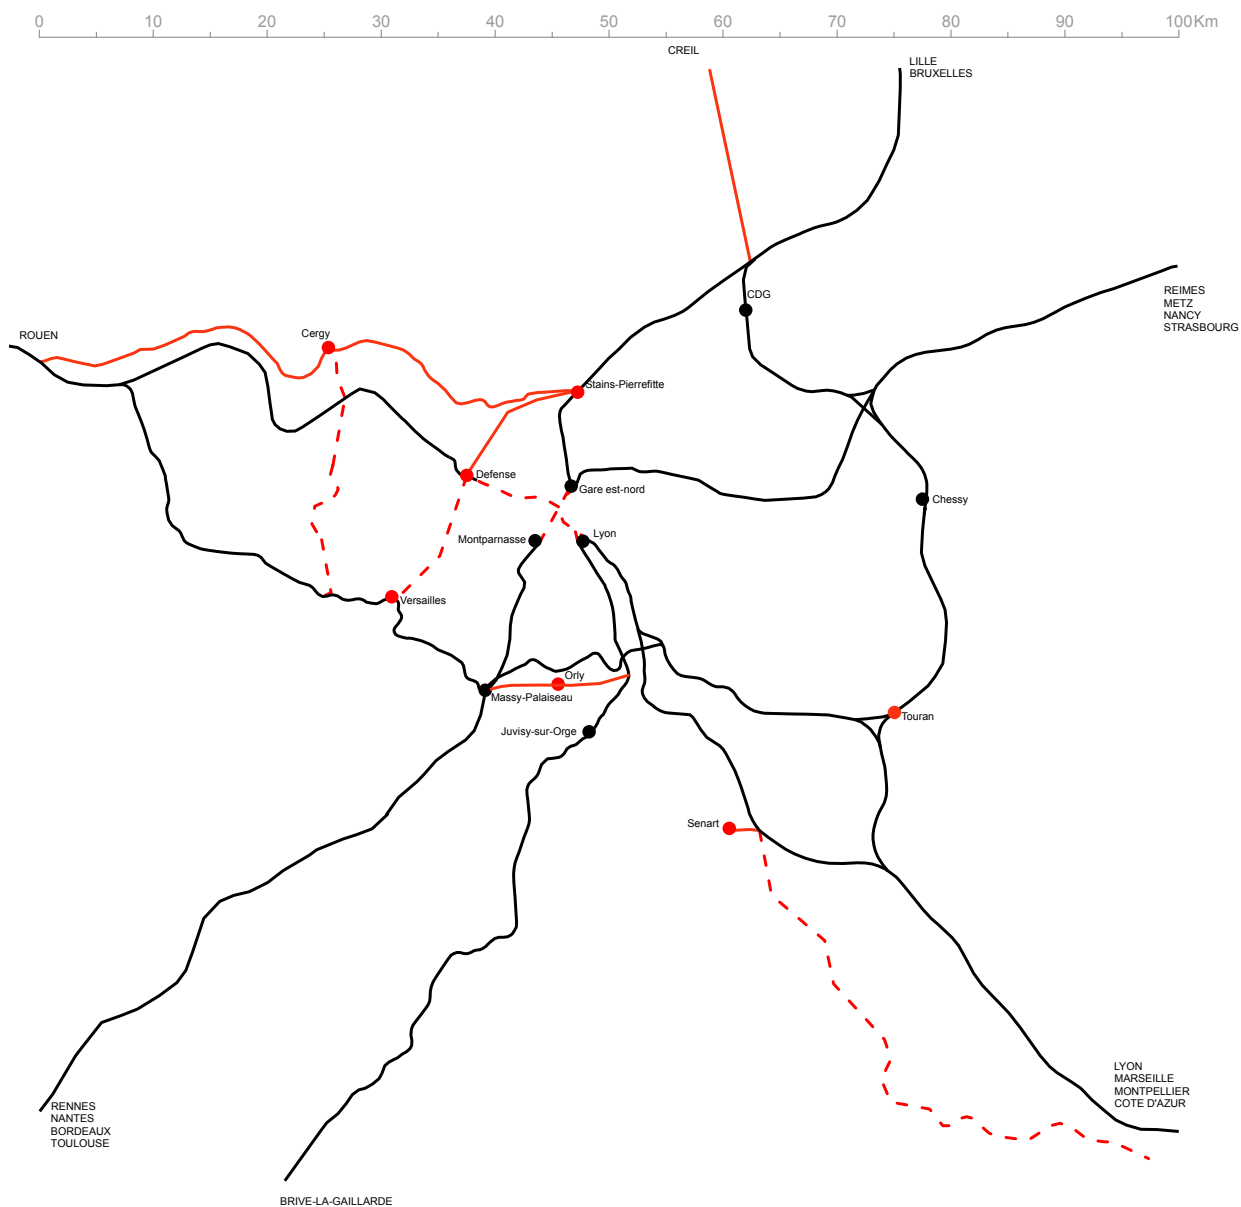 0 10 20 30 40 50 60 70 80 90 100Km
CREIL
LILLE
BRUXELLES
CDG
REIMES
METZ
NANCY
STRASBOURG
ROUEN
Cergy
Stains-Pierrefitte
Defense
Gare est-nord
Chessy
Montparnasse
Lyon
Versailles
Orly
Massy-Palaiseau
Touran
Juvisy-sur-Orge
Senart
LYON
MARSEILLE
MONTPELLIER
COTE D'AZUR
RENNES
NANTES
BORDEAUX
TOULOUSE
BRIVE-LA-GAILLARDE